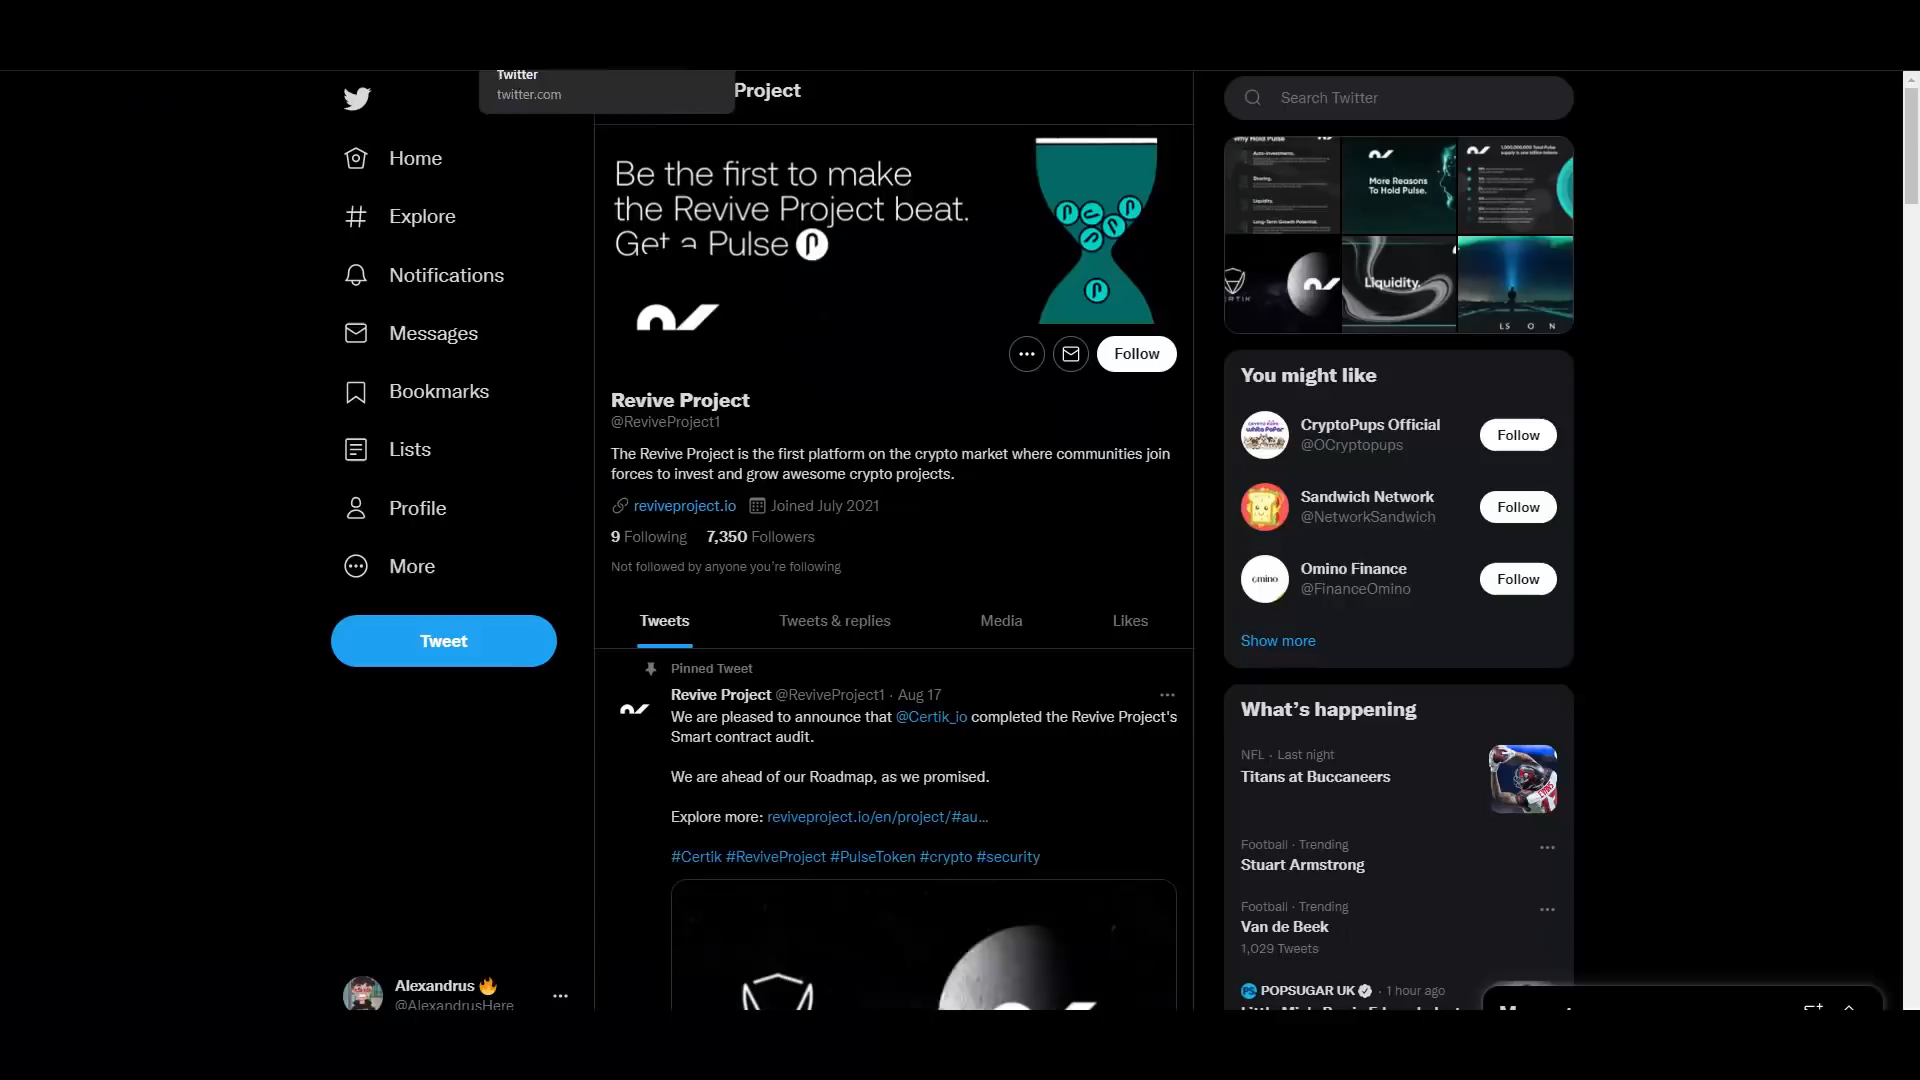 Twitter
twitter.com
Project
Search Twitter
Home
Explore
Notifications
Messages
Bookmarks
Lists
Profile
More
Tweet
Alexandrus 🔥
@AlexandrusHere
Be the first to make
the Revive Project beat.
Get a Pulse
Follow
Revive Project
@ReviveProject1
The Revive Project is the first platform on the crypto market where communities join
forces to invest and grow awesome crypto projects.
reviveproject.io Joined July 2021
9 Following 7,350 Followers
Not followed by anyone you're following
Tweets Tweets & replies Media Likes
Pinned Tweet
Revive Project @ReviveProject1 · Aug 17
We are pleased to announce that @Certik_io completed the Revive Project's
Smart contract audit.
We are ahead of our Roadmap, as we promised.
Explore more: reviveproject.io/en/project/#au...
#Certik #ReviveProject #PulseToken #crypto #security
Why Hold Pulse
Auto-investments.
Sharing.
Liquidity.
Long-Term Growth Potential.
More Reasons
To Hold Pulse.
1,000,000,000 Total Pulse
supply is one billion tokens
Liquidity.
LS O N
You might like
CryptoPups Official
@OCryptopups
Follow
Sandwich Network
@NetworkSandwich
Follow
omino
Omino Finance
@FinanceOmino
Follow
Show more
What's happening
NFL · Last night
Titans at Buccaneers
Football · Trending
Stuart Armstrong
Football · Trending
Van de Beek
1,029 Tweets
POPSUGAR UK · 1 hour ago